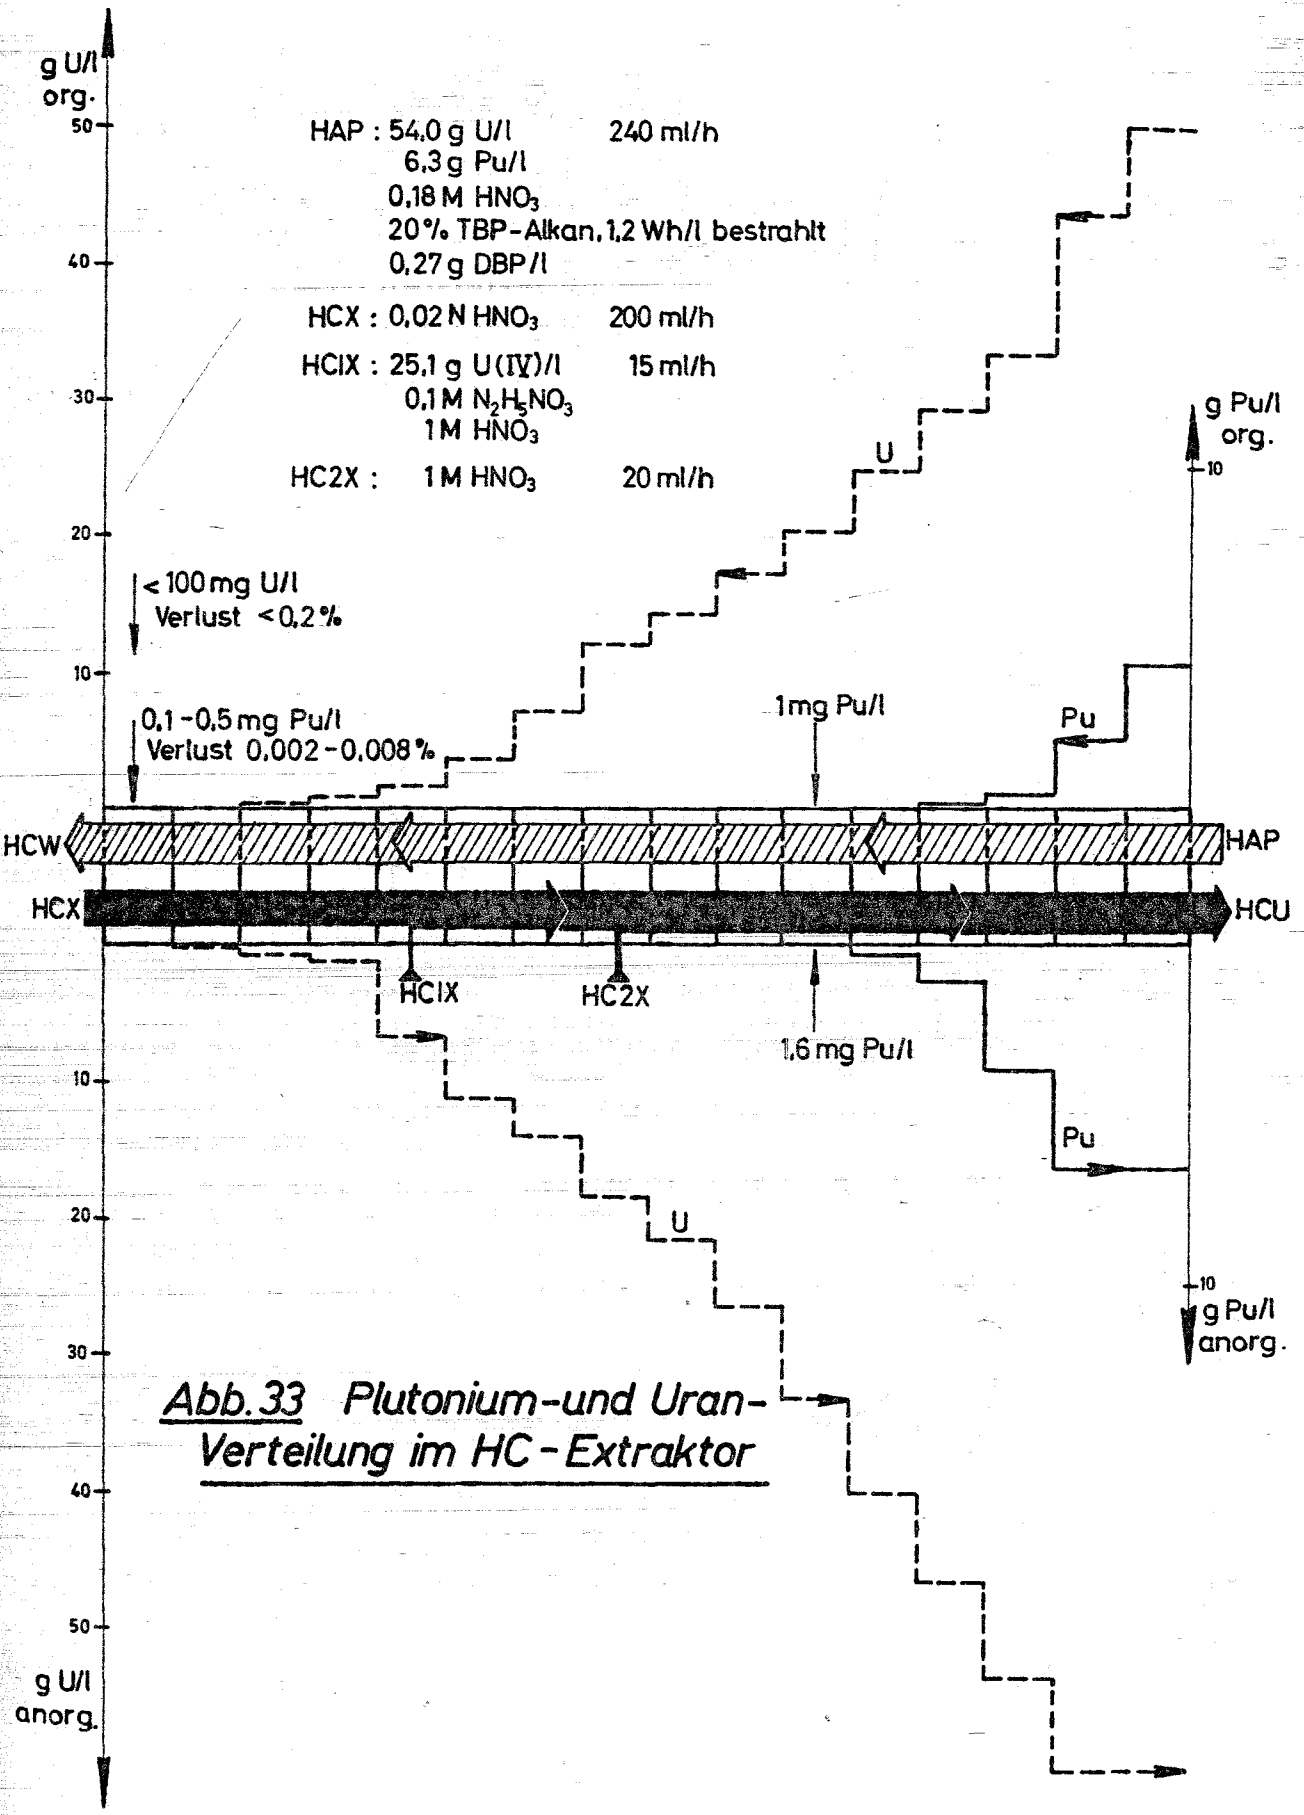 g U/l
org.
50
40
30
20
10
HAP : 54,0 g U/l 240 ml/h
6,3 g Pu/l
0,18 M HNO₃
20% TBP-Alkan, 1,2 Wh/l bestrahlt
0,27 g DBP/l
HCX : 0,02 N HNO₃ 200 ml/h
HC1X : 25,1 g U(IV)/l 15 ml/h
0,1 M N₂H₅NO₃
1 M HNO₃
HC2X : 1 M HNO₃ 20 ml/h
g Pu/l
org.
10
U
< 100 mg U/l
Verlust < 0,2%
0,1-0,5 mg Pu/l
Verlust 0,002-0,008%
1 mg Pu/l
Pu
HCW
HAP
HCX
HCU
HC1X
HC2X
1,6 mg Pu/l
10
20
30
40
50
U
Pu
10
g Pu/l
anorg.
Abb. 33 Plutonium-und Uran-
Verteilung im HC-Extraktor
g U/l
anorg.